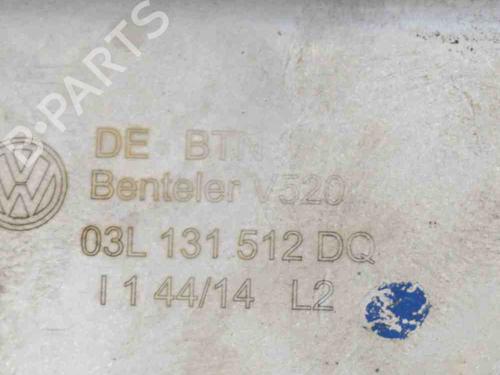 B-PARTS
DE BTN
Benteler V520
03L 131 512 DQ
I 1 44/14 L2